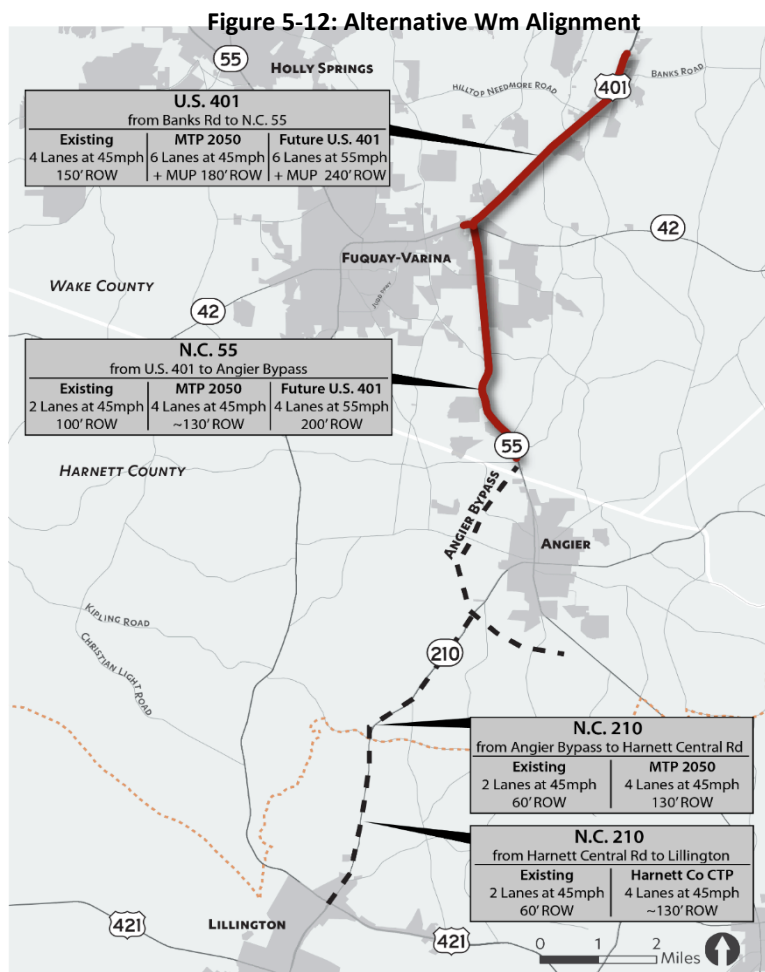 Figure 5-12: Alternative Wm Alignment
55
HOLLY SPRINGS
HILLTOP NEEDMORE ROAD
BANKS ROAD
401
U.S. 401
from Banks Rd to N.C. 55
Existing MTP 2050 Future U.S. 401
4 Lanes at 45mph 6 Lanes at 45mph 6 Lanes at 55mph
150' ROW + MUP 180' ROW + MUP 240' ROW
42
FUQUAY-VARINA
WAKE COUNTY
42
N.C. 55
from U.S. 401 to Angier Bypass
Existing MTP 2050 Future U.S. 401
2 Lanes at 45mph 4 Lanes at 45mph 4 Lanes at 55mph
100' ROW ~130' ROW 200' ROW
55
HARNETT COUNTY
ANGIER BYPASS
ANGIER
KIPLING ROAD
CHRISTIAN LIGHT ROAD
210
N.C. 210
from Angier Bypass to Harnett Central Rd
Existing MTP 2050
2 Lanes at 45mph 4 Lanes at 45mph
60' ROW 130' ROW
N.C. 210
from Harnett Central Rd to Lillington
Existing Harnett Co CTP
2 Lanes at 45mph 4 Lanes at 45mph
60' ROW ~130' ROW
LILLINGTON
421
421
0 1 2
Miles